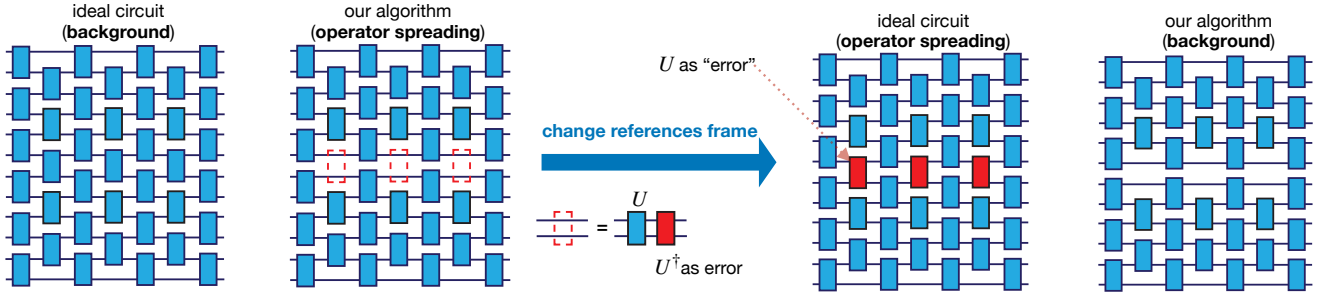 ideal circuit
(background)
our algorithm
(operator spreading)
change references frame
U
=
U† as error
ideal circuit
(operator spreading)
U as “error”
our algorithm
(background)